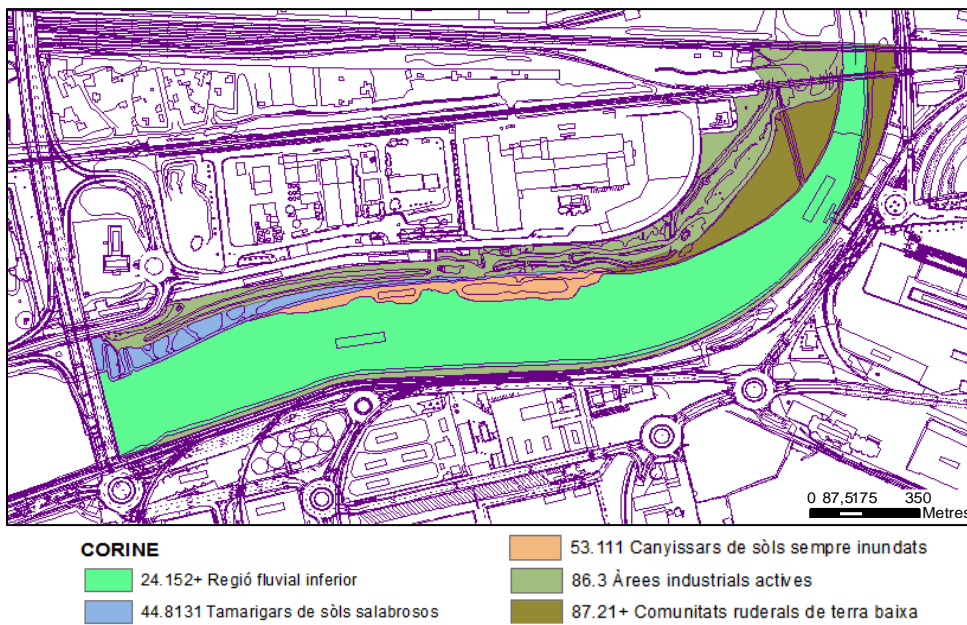 0 87,5175 350
Metres
CORINE
24.152+ Regió fluvial inferior
44.8131 Tamarigars de sòls salabrosos
53.111 Canyissars de sòls sempre inundats
86.3 Àrees industrials actives
87.21+ Comunitats ruderals de terra baixa